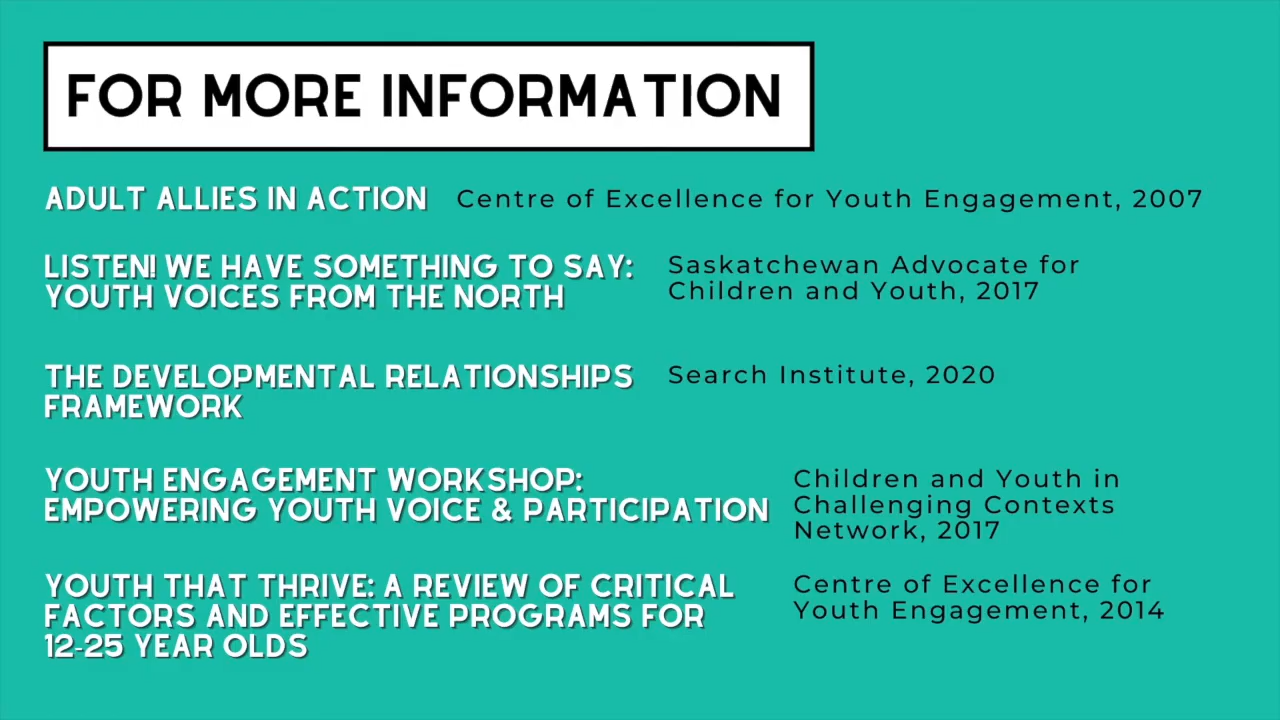 FOR MORE INFORMATION
ADULT ALLIES IN ACTION Centre of Excellence for Youth Engagement, 2007
LISTEN! WE HAVE SOMETHING TO SAY:
YOUTH VOICES FROM THE NORTH
Saskatchewan Advocate for
Children and Youth, 2017
THE DEVELOPMENTAL RELATIONSHIPS
FRAMEWORK
Search Institute, 2020
YOUTH ENGAGEMENT WORKSHOP:
EMPOWERING YOUTH VOICE & PARTICIPATION
Children and Youth in
Challenging Contexts
Network, 2017
YOUTH THAT THRIVE: A REVIEW OF CRITICAL
FACTORS AND EFFECTIVE PROGRAMS FOR
12-25 YEAR OLDS
Centre of Excellence for
Youth Engagement, 2014